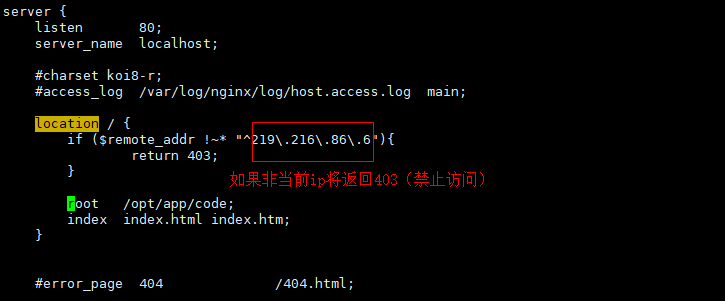 server {
    listen       80;
    server_name  localhost;
    #charset koi8-r;
    #access_log  /var/log/nginx/log/host.access.log  main;
    location / {
        if ($remote_addr !~* "^219\.216\.86\.6"){
                return 403;
        }
如果非当前ip将返回403（禁止访问）
        root   /opt/app/code;
        index  index.html index.htm;
    }
    #error_page  404              /404.html;